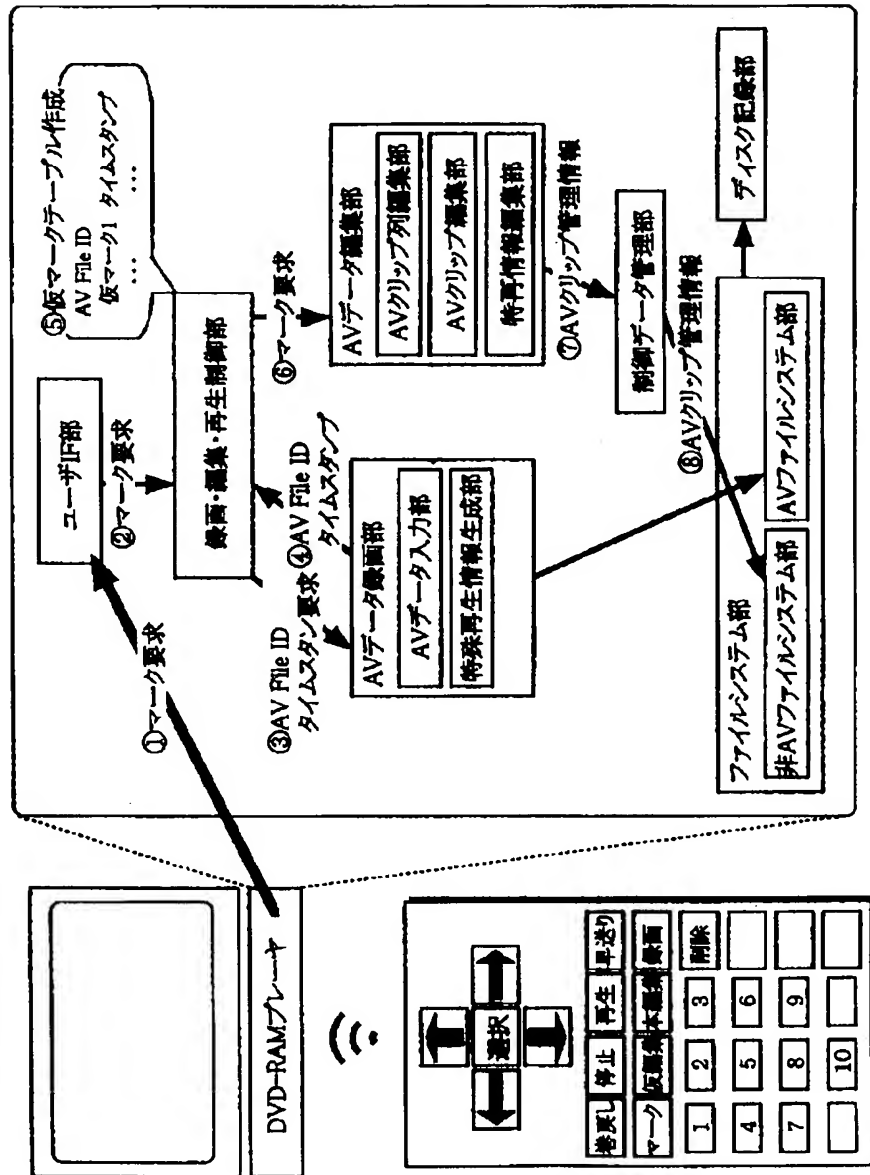 DVD-RAMプレーヤ
選択
巻戻し 停止 再生 早送り
マーク 仮編集 本編集 録画
1 2 3 削除
4 5 6
7 8 9
10
①マーク要求
ユーザIF部
②マーク要求
録画・編集・再生制御部
⑤仮マークテーブル作成
AV File ID
仮マーク1 タイムスタンプ
… …
③AV File ID
タイムスタン要求
④AV File ID
タイムスタンプ
⑥マーク要求
AVデータ録画部
AVデータ入力部
特殊再生情報生成部
AVデータ編集部
AVクリップ列編集部
AVクリップ編集部
特再情報編集部
⑦AVクリップ管理情報
制御データ管理部
⑧AVクリップ管理情報
ファイルシステム部
非AVファイルシステム部
AVファイルシステム部
ディスク記録部